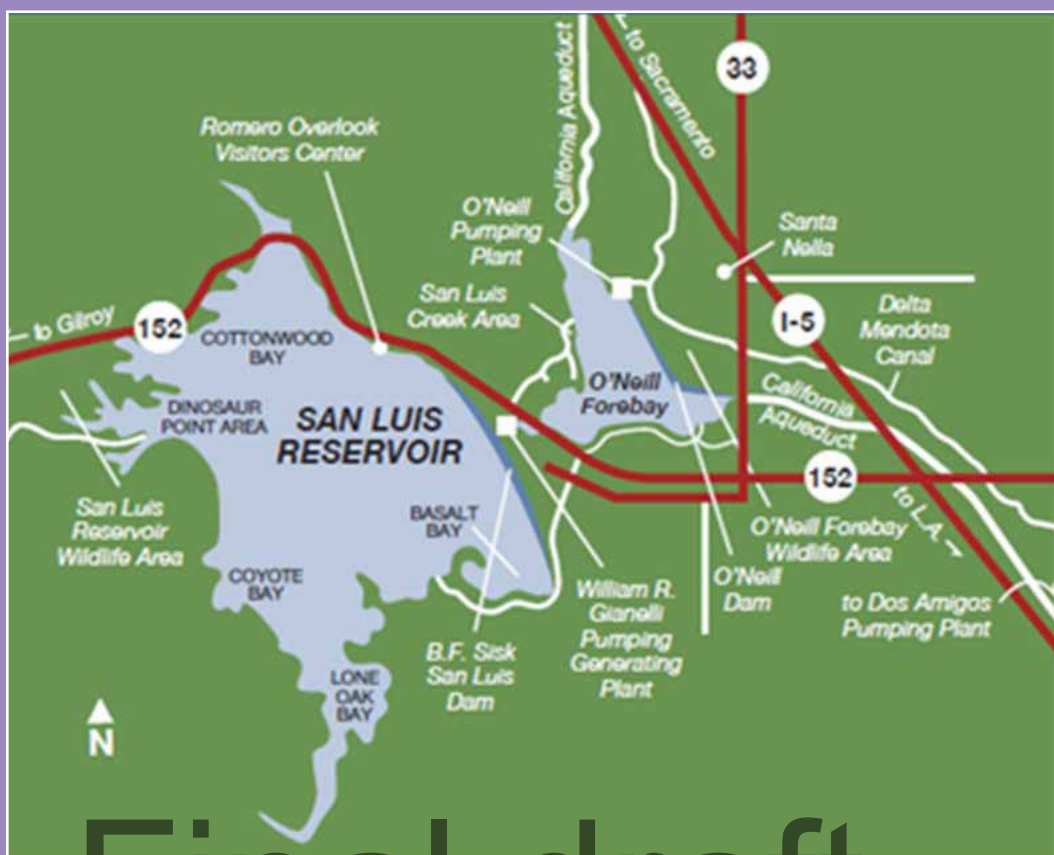 California Aqueduct
← to Sacramento
33
Romero Overlook
Visitors Center
O'Neill
Pumping
Plant
Santa
Nella
San Luis
Creek Area
← to Gilroy
152
I-5
Delta
Mendota
Canal
COTTONWOOD
BAY
O'Neill
Forebay
California
Aqueduct
DINOSAUR
POINT AREA
SAN LUIS
RESERVOIR
152
to L.A. →
San Luis
Reservoir
Wildlife Area
BASALT
BAY
O'Neill Forebay
Wildlife Area
O'Neill
Dam
COYOTE
BAY
William R.
Gianelli
Pumping
Generating
Plant
to Dos Amigos
Pumping Plant
B.F. Sisk
San Luis
Dam
LONE
OAK
BAY
N
Final draft